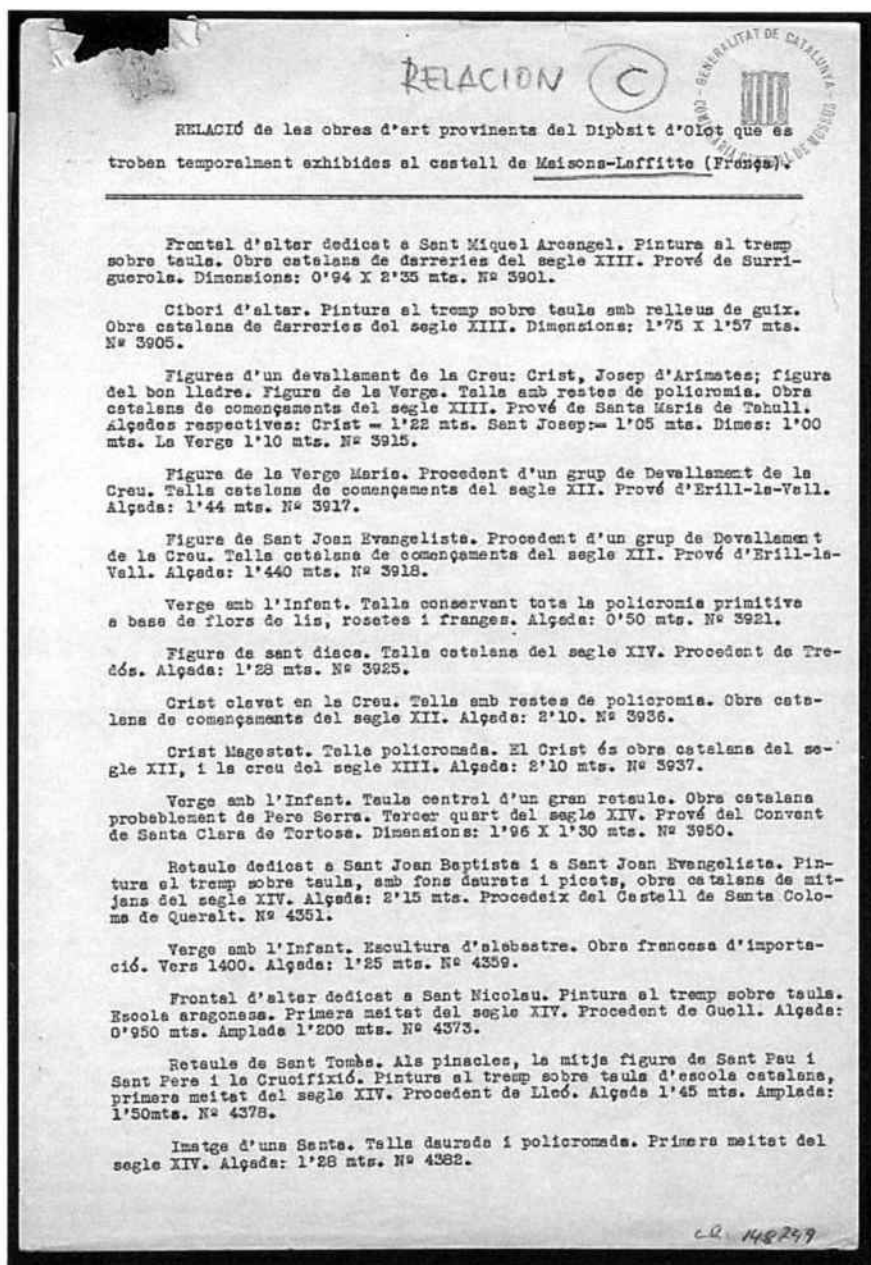 RELACION C
GENERALITAT DE CATALUNYA - COMISSARIA GENERAL DE MUSEUS
RELACIÓ de les obres d'art provinents del Dipòsit d'Olot que es
troben temporalment exhibides al castell de Maisons-Laffitte (França).
Frontal d'altar dedicat a Sant Miquel Arcangel. Pintura al tremp
sobre taula. Obra catalana de darreries del segle XIII. Prové de Surri-
guerola. Dimensions: 0'94 X 2'35 mts. Nº 3901.
Cibori d'altar. Pintura al tremp sobre taula amb relleus de guix.
Obra catalana de darreries del segle XIII. Dimensions: 1'75 X 1'57 mts.
Nº 3905.
Figures d'un devallament de la Creu: Crist, Josep d'Arimatea; figura
del bon lladre. Figura de la Verge. Talla amb restes de policromia. Obra
catalana de començaments del segle XIII. Prové de Santa Maria de Tahull.
Alçades respectives: Crist = 1'22 mts. Sant Josep:= 1'05 mts. Dimes: 1'00
mts. La Verge 1'10 mts. Nº 3915.
Figura de la Verge Maria. Procedent d'un grup de Devallament de la
Creu. Talla catalana de començaments del segle XII. Prové d'Erill-la-Vall.
Alçada: 1'44 mts. Nº 3917.
Figura de Sant Joan Evangelista. Procedent d'un grup de Devallament
de la Creu. Talla catalana de començaments del segle XII. Prové d'Erill-la-
Vall. Alçada: 1'440 mts. Nº 3918.
Verge amb l'Infant. Talla conservant tota la policromia primitiva
a base de flors de lis, rosetes i franges. Alçada: 0'50 mts. Nº 3921.
Figura de sant diaca. Talla catalana del segle XIV. Procedent de Tre-
dós. Alçada: 1'28 mts. Nº 3925.
Crist clavat en la Creu. Talla amb restes de policromia. Obra cata-
lana de començaments del segle XII. Alçada: 2'10. Nº 3936.
Crist Magestat. Talla policromada. El Crist és obra catalana del se-
gle XII, i la creu del segle XIII. Alçada: 2'10 mts. Nº 3937.
Verge amb l'Infant. Taula central d'un gran retaule. Obra catalana
probablement de Pere Serra. Tercer quart del segle XIV. Prové del Convent
de Santa Clara de Tortosa. Dimensions: 1'96 X 1'30 mts. Nº 3950.
Retaule dedicat a Sant Joan Baptista i a Sant Joan Evangelista. Pin-
tura al tremp sobre taula, amb fons daurats i picats, obra catalana de mit-
jans del segle XIV. Alçada: 2'15 mts. Procedeix del Castell de Santa Colo-
ma de Queralt. Nº 4351.
Verge amb l'Infant. Escultura d'alabastre. Obra francesa d'importa-
ció. Vers 1400. Alçada: 1'25 mts. Nº 4359.
Frontal d'altar dedicat a Sant Nicolau. Pintura al tremp sobre taula.
Escola aragonesa. Primera meitat del segle XIV. Procedent de Guell. Alçada:
0'950 mts. Amplada 1'200 mts. Nº 4373.
Retaule de Sant Tomàs. Als pinacles, la mitja figura de Sant Pau i
Sant Pere i la Crucifixió. Pintura al tremp sobre taula d'escola catalana,
primera meitat del segle XIV. Procedent de Lleó. Alçada 1'45 mts. Amplada:
1'50mts. Nº 4378.
Imatge d'una Santa. Talla daurada i policromada. Primera meitat del
segle XIV. Alçada: 1'28 mts. Nº 4382.
148749